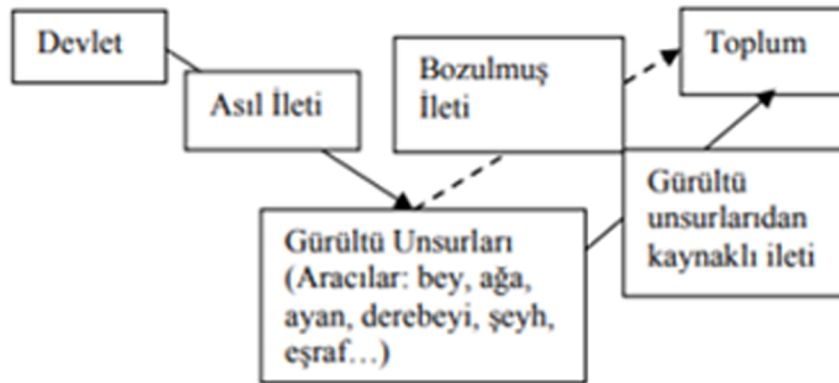 Devlet
Asıl İleti
Bozulmuş
İleti
Toplum
Gürültü Unsurları
(Aracılar: bey, ağa,
ayan, derebeyi, şeyh,
eşraf…)
Gürültü
unsurlarıdan
kaynaklı ileti